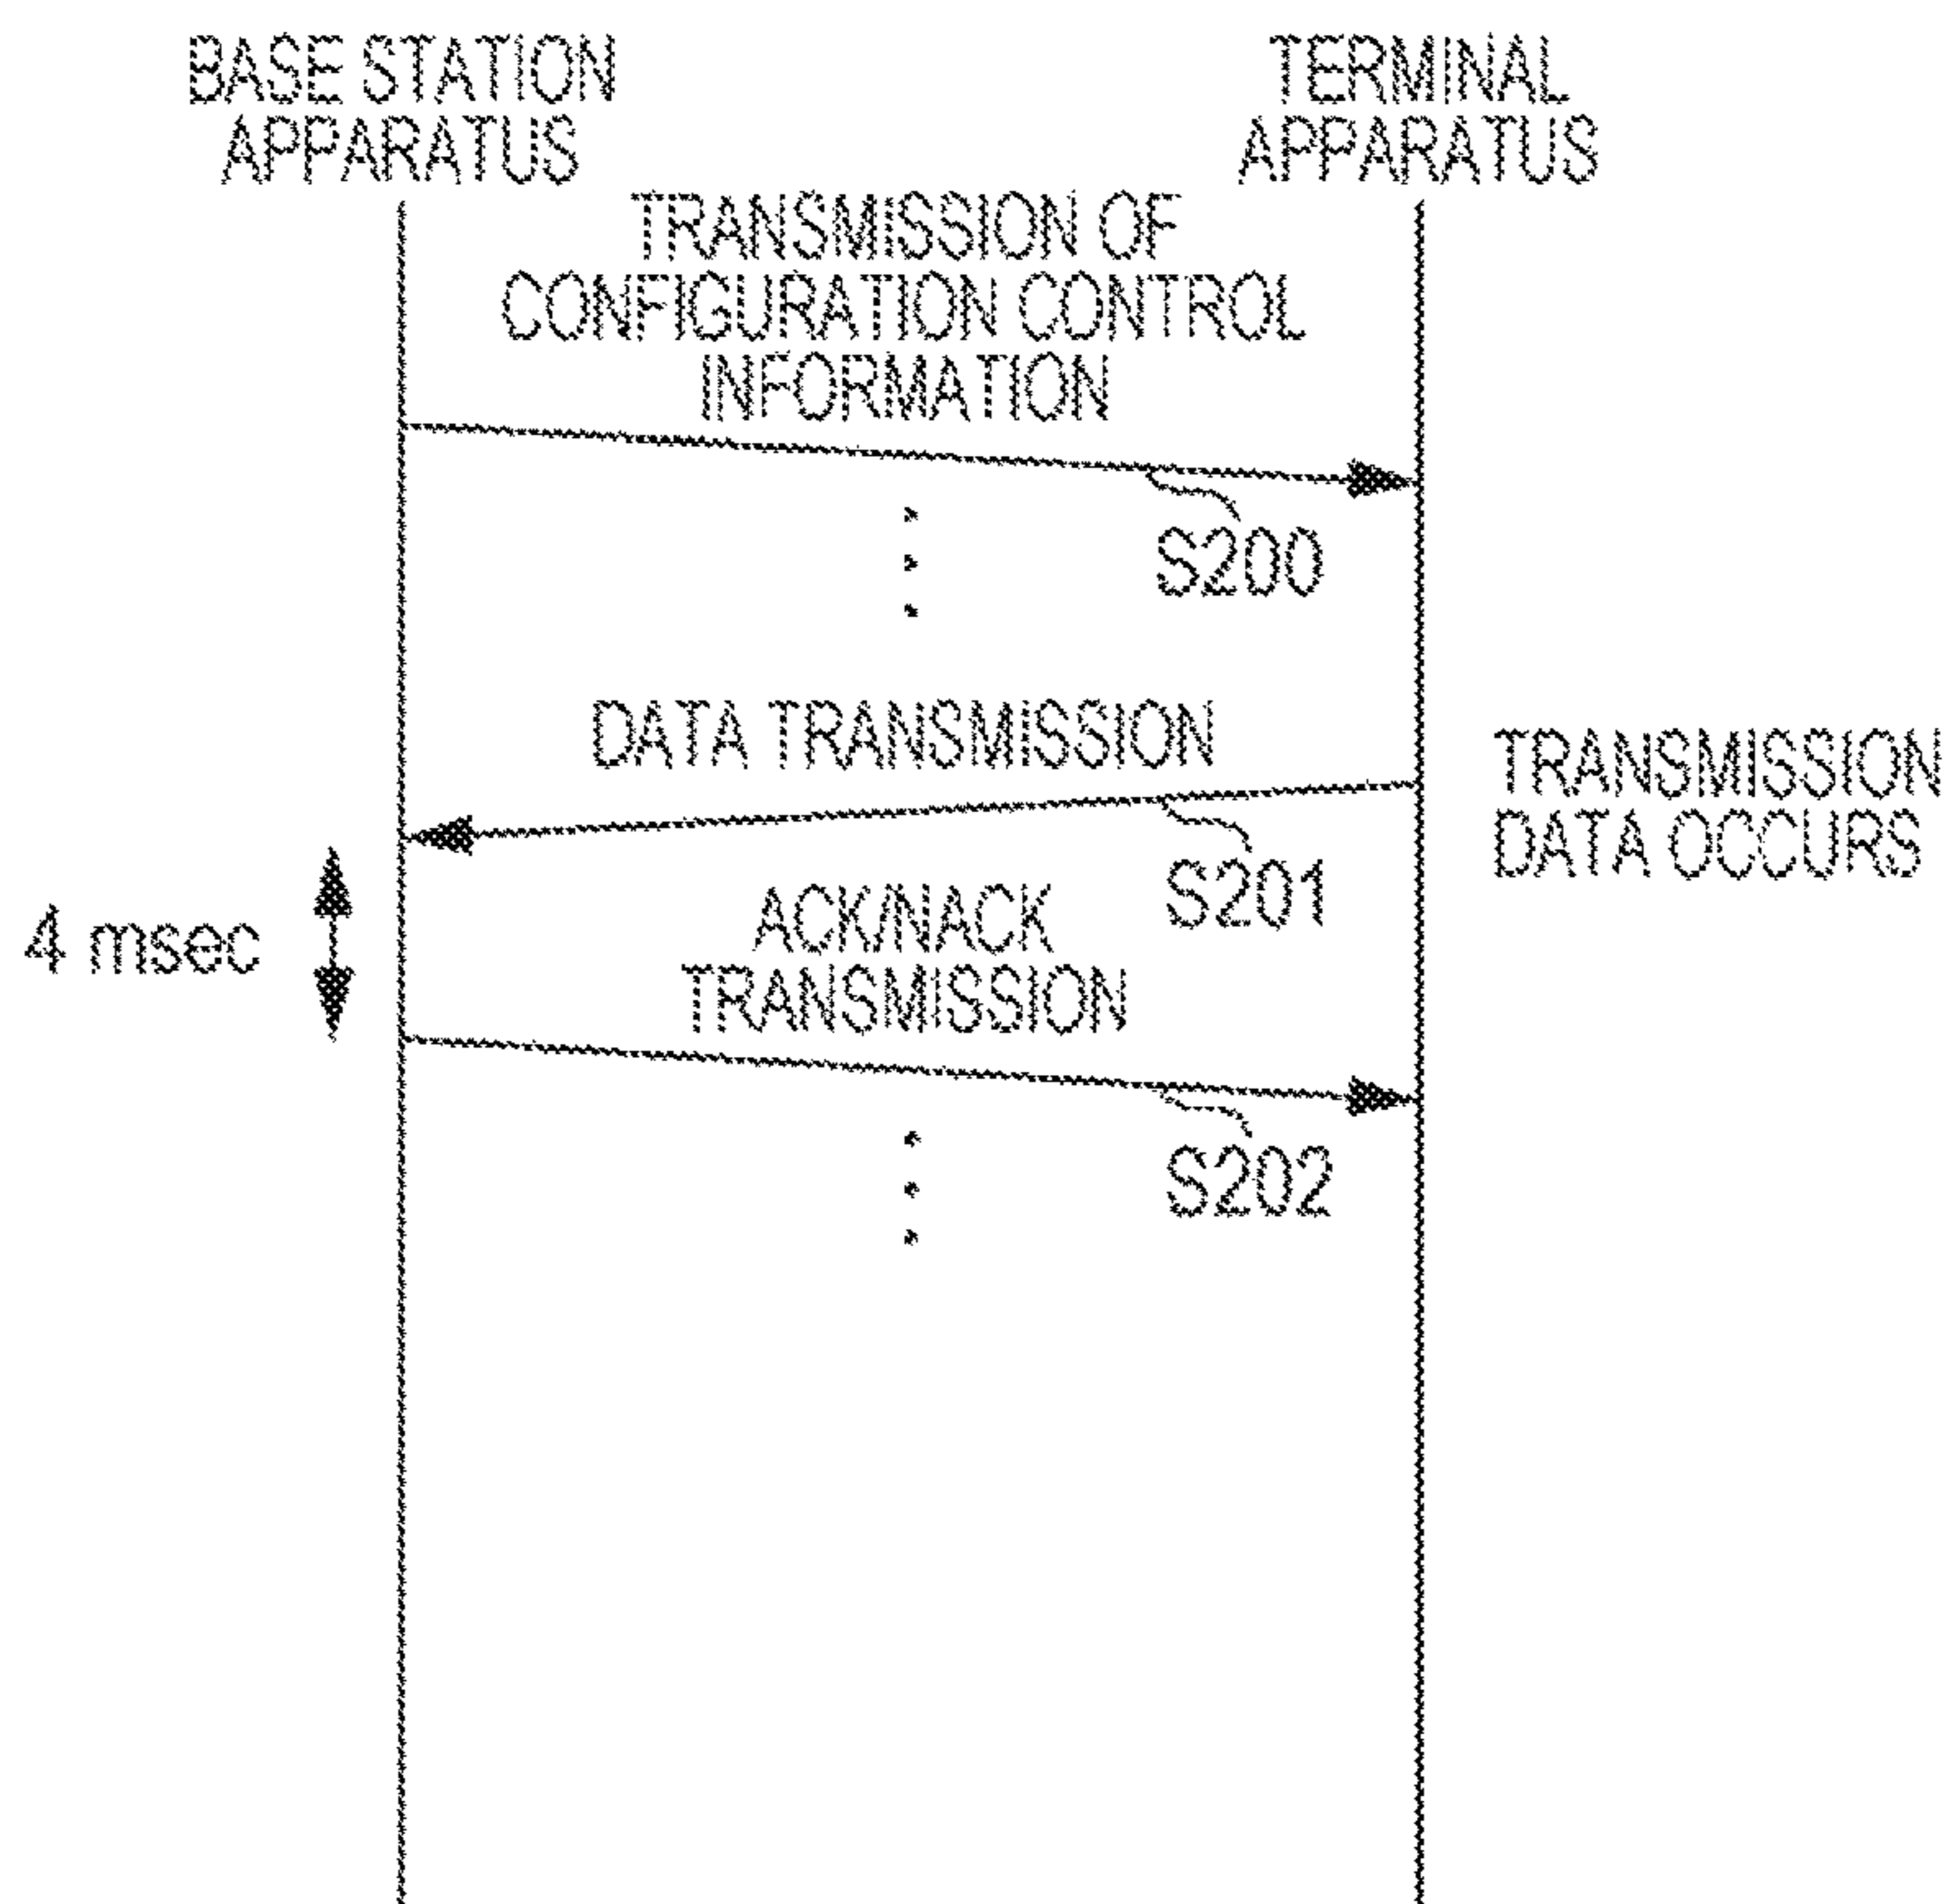 BASE STATION
APPARATUS
TERMINAL
APPARATUS
TRANSMISSION OF
CONFIGURATION CONTROL
INFORMATION
S200
DATA TRANSMISSION
TRANSMISSION
DATA OCCURS
S201
4 msec
ACK/NACK
TRANSMISSION
S202